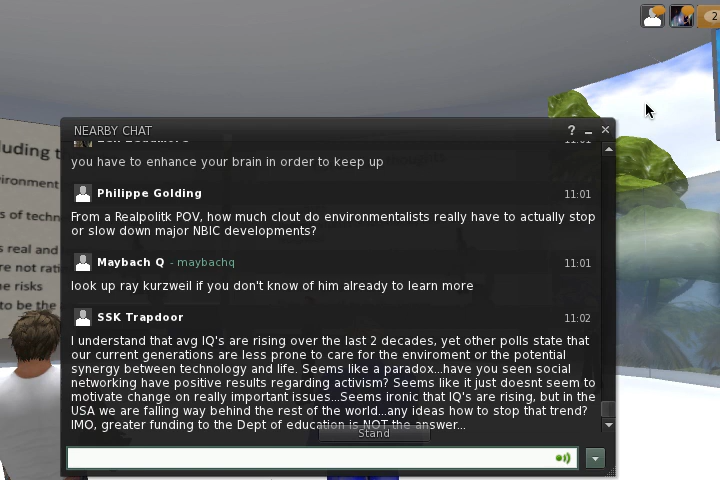 2
NEARBY CHAT
? _ ×
11:01
you have to enhance your brain in order to keep up
Philippe Golding 11:01
From a Realpolitk POV, how much clout do environmentalists really have to actually stop
or slow down major NBIC developments?
Maybach Q - maybachq 11:01
look up ray kurzweil if you don't know of him already to learn more
SSK Trapdoor 11:02
I understand that avg IQ's are rising over the last 2 decades, yet other polls state that
our current generations are less prone to care for the enviroment or the potential
synergy between technology and life. Seems like a paradox...have you seen social
networking have positive results regarding activism? Seems like it just doesnt seem to
motivate change on really important issues...Seems ironic that IQ's are rising, but in the
USA we are falling way behind the rest of the world...any ideas how to stop that trend?
IMO, greater funding to the Dept of education is NOT the answer...
Stand
luding t
ironment
s of techn
s real and
re not rati
e risks
to be the